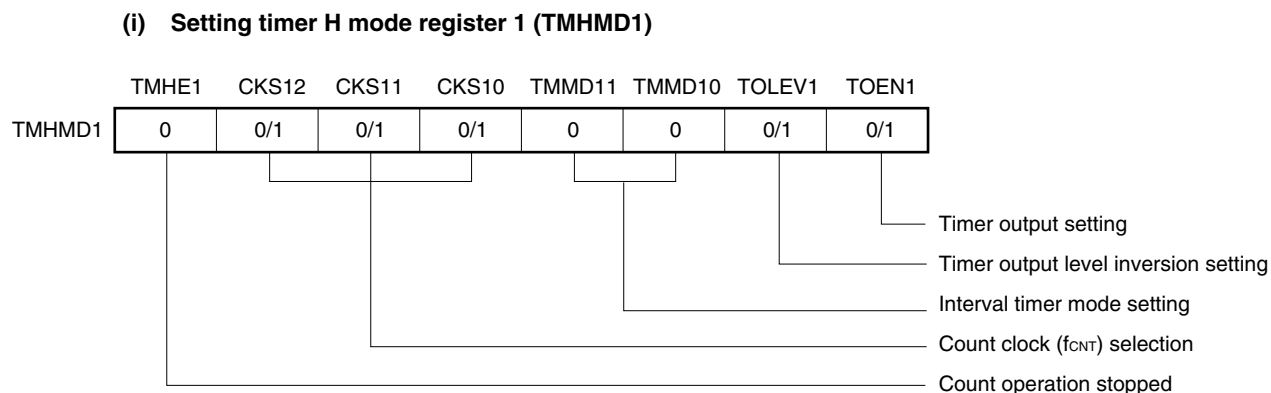 (i) Setting timer H mode register 1 (TMHMD1)
TMHE1 CKS12 CKS11 CKS10 TMMD11 TMMD10 TOLEV1 TOEN1
TMHMD1 0 0/1 0/1 0/1 0 0 0/1 0/1
Timer output setting
Timer output level inversion setting
Interval timer mode setting
Count clock (fCNT) selection
Count operation stopped